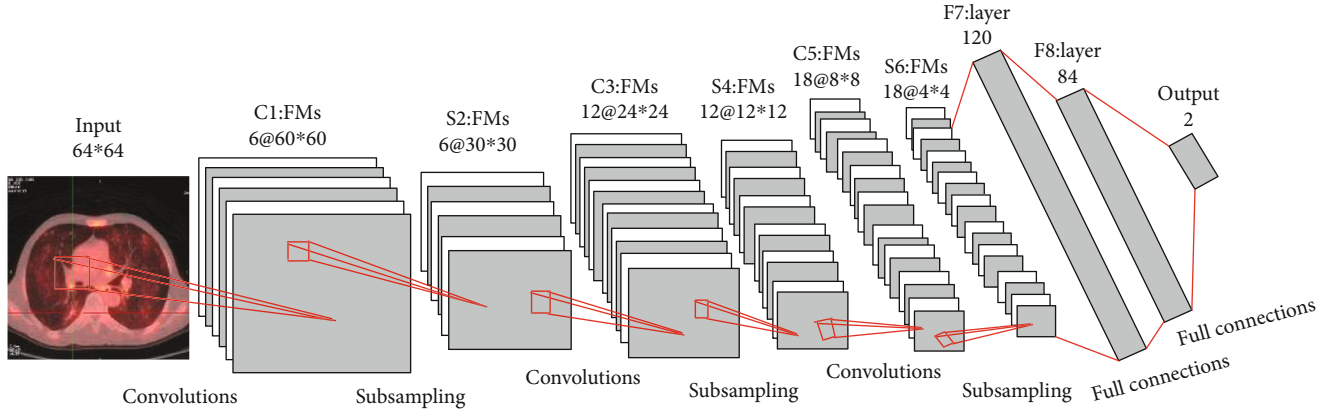 Input
64*64
C1:FMs
6@60*60
S2:FMs
6@30*30
C3:FMs
12@24*24
S4:FMs
12@12*12
C5:FMs
18@8*8
S6:FMs
18@4*4
F7:layer
120
F8:layer
84
Output
2
Convolutions
Subsampling
Convolutions
Subsampling
Convolutions
Subsampling
Full connections
Full connections